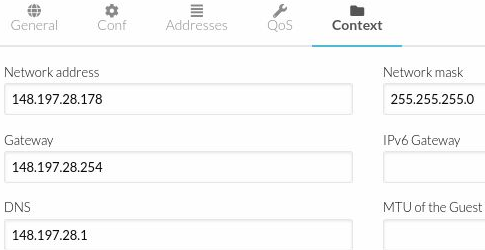 General Conf Addresses QoS Context
Network address Network mask
148.197.28.178 255.255.255.0
Gateway IPv6 Gateway
148.197.28.254
DNS MTU of the Guest
148.197.28.1